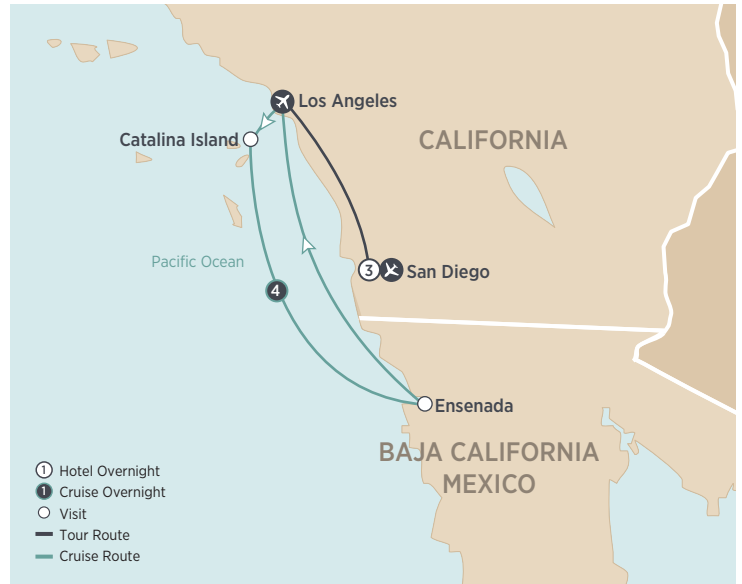 Los Angeles
Catalina Island
CALIFORNIA
Pacific Ocean
3
San Diego
4
Ensenada
BAJA CALIFORNIA
MEXICO
1 Hotel Overnight
1 Cruise Overnight
Visit
Tour Route
Cruise Route